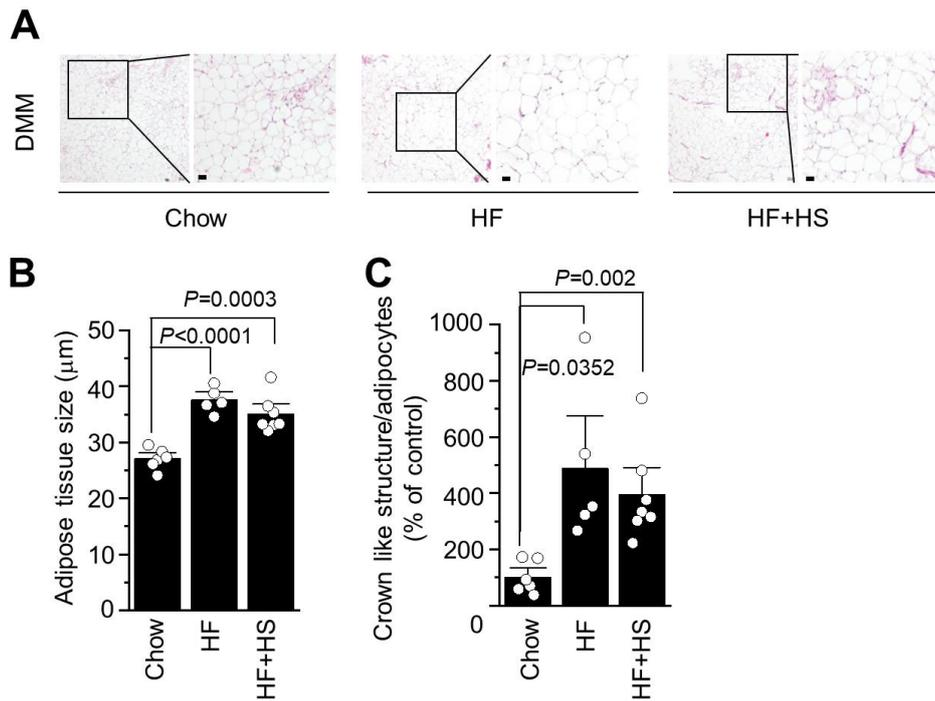 A
DMM
Chow
HF
HF+HS
B
Adipose tissue size (μm)
P=0.0003
P<0.0001
50
40
30
20
10
0
Chow
HF
HF+HS
C
Crown like structure/adipocytes
(% of control)
P=0.002
P=0.0352
1000
800
600
400
200
0
Chow
HF
HF+HS